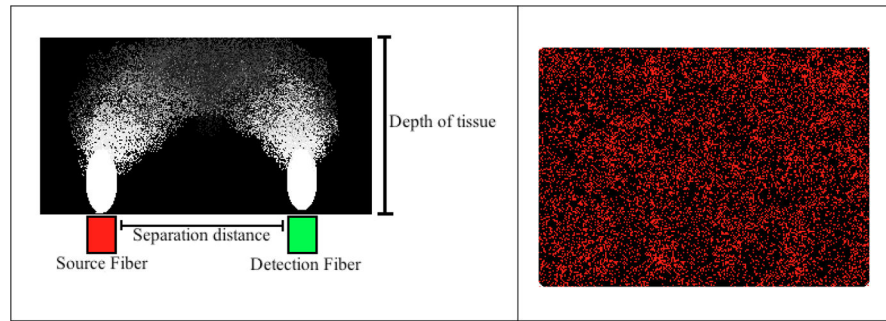 Depth of tissue
Separation distance
Source Fiber
Detection Fiber